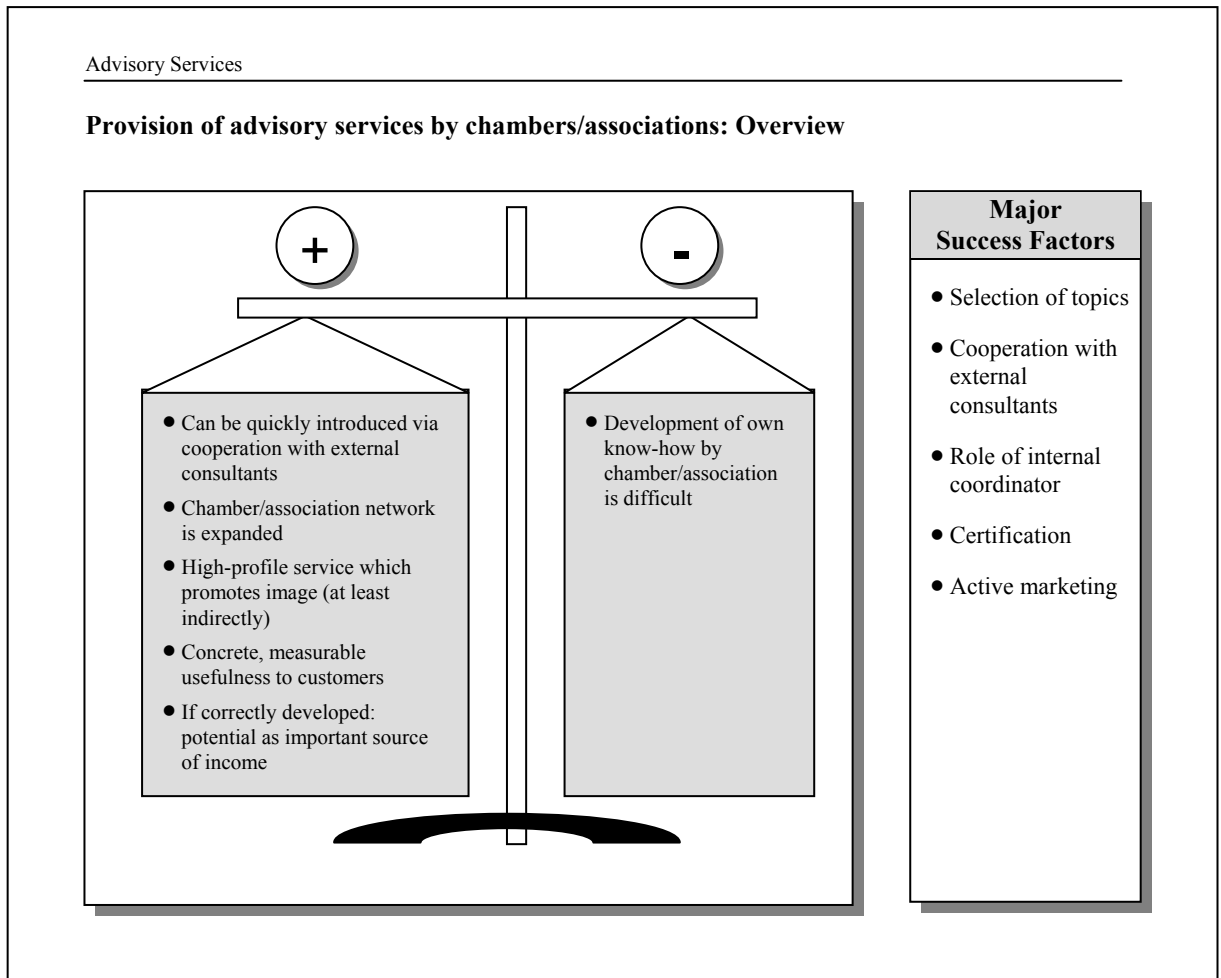 Advisory Services
Provision of advisory services by chambers/associations: Overview
+
-
● Can be quickly introduced via
cooperation with external
consultants
● Chamber/association network
is expanded
● High-profile service which
promotes image (at least
indirectly)
● Concrete, measurable
usefulness to customers
● If correctly developed:
potential as important source
of income
● Development of own
know-how by
chamber/association
is difficult
Major
Success Factors
● Selection of topics
● Cooperation with
external
consultants
● Role of internal
coordinator
● Certification
● Active marketing